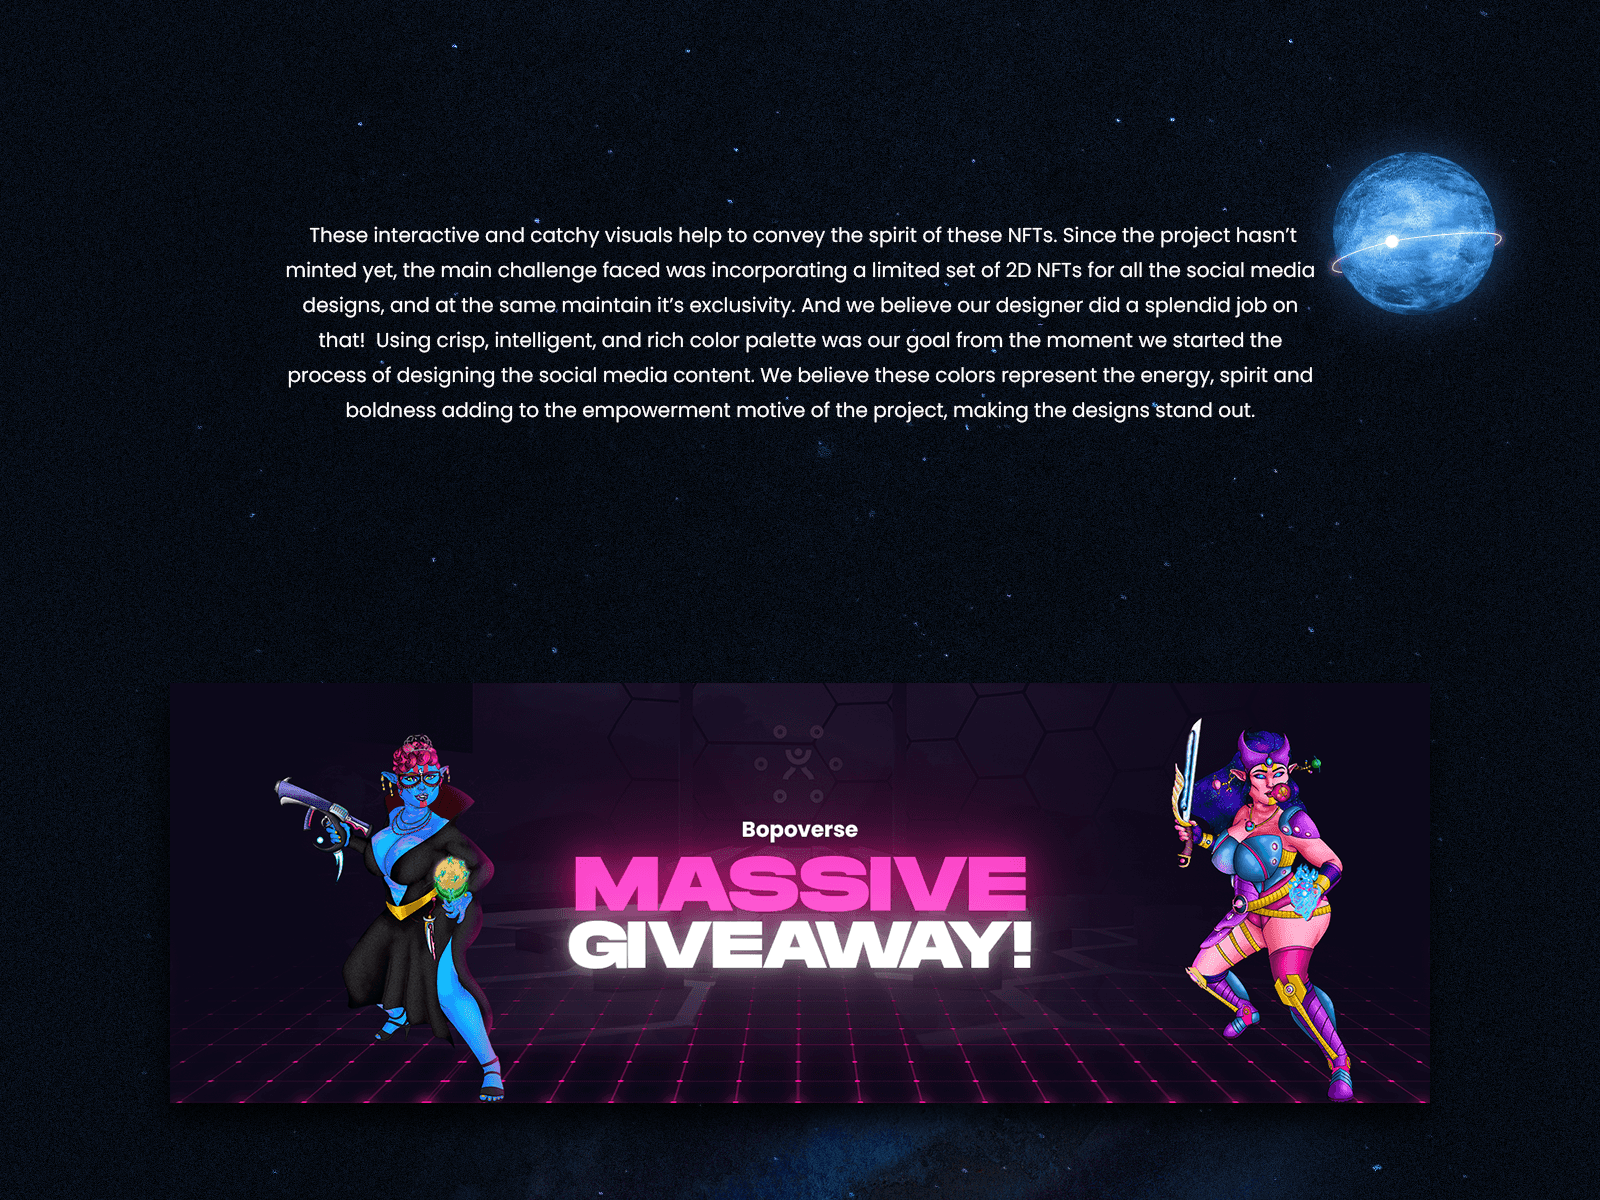 These interactive and catchy visuals help to convey the spirit of these NFTs. Since the project hasn’t
minted yet, the main challenge faced was incorporating a limited set of 2D NFTs for all the social media
designs, and at the same maintain it’s exclusivity. And we believe our designer did a splendid job on
that!  Using crisp, intelligent, and rich color palette was our goal from the moment we started the
process of designing the social media content. We believe these colors represent the energy, spirit and
boldness adding to the empowerment motive of the project, making the designs stand out.
Bopoverse
MASSIVE
GIVEAWAY!